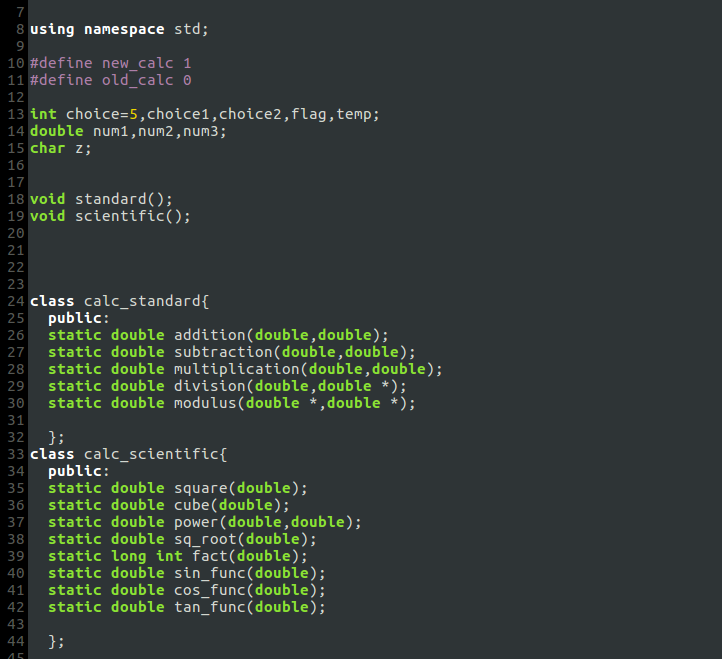 7
8 using namespace std;
9
10 #define new_calc 1
11 #define old_calc 0
12
13 int choice=5,choice1,choice2,flag,temp;
14 double num1,num2,num3;
15 char z;
16
17
18 void standard();
19 void scientific();
20
21
22
23
24 class calc_standard{
25   public:
26   static double addition(double,double);
27   static double subtraction(double,double);
28   static double multiplication(double,double);
29   static double division(double,double *);
30   static double modulus(double *,double *);
31
32   };
33 class calc_scientific{
34   public:
35   static double square(double);
36   static double cube(double);
37   static double power(double,double);
38   static double sq_root(double);
39   static long int fact(double);
40   static double sin_func(double);
41   static double cos_func(double);
42   static double tan_func(double);
43
44   };
45